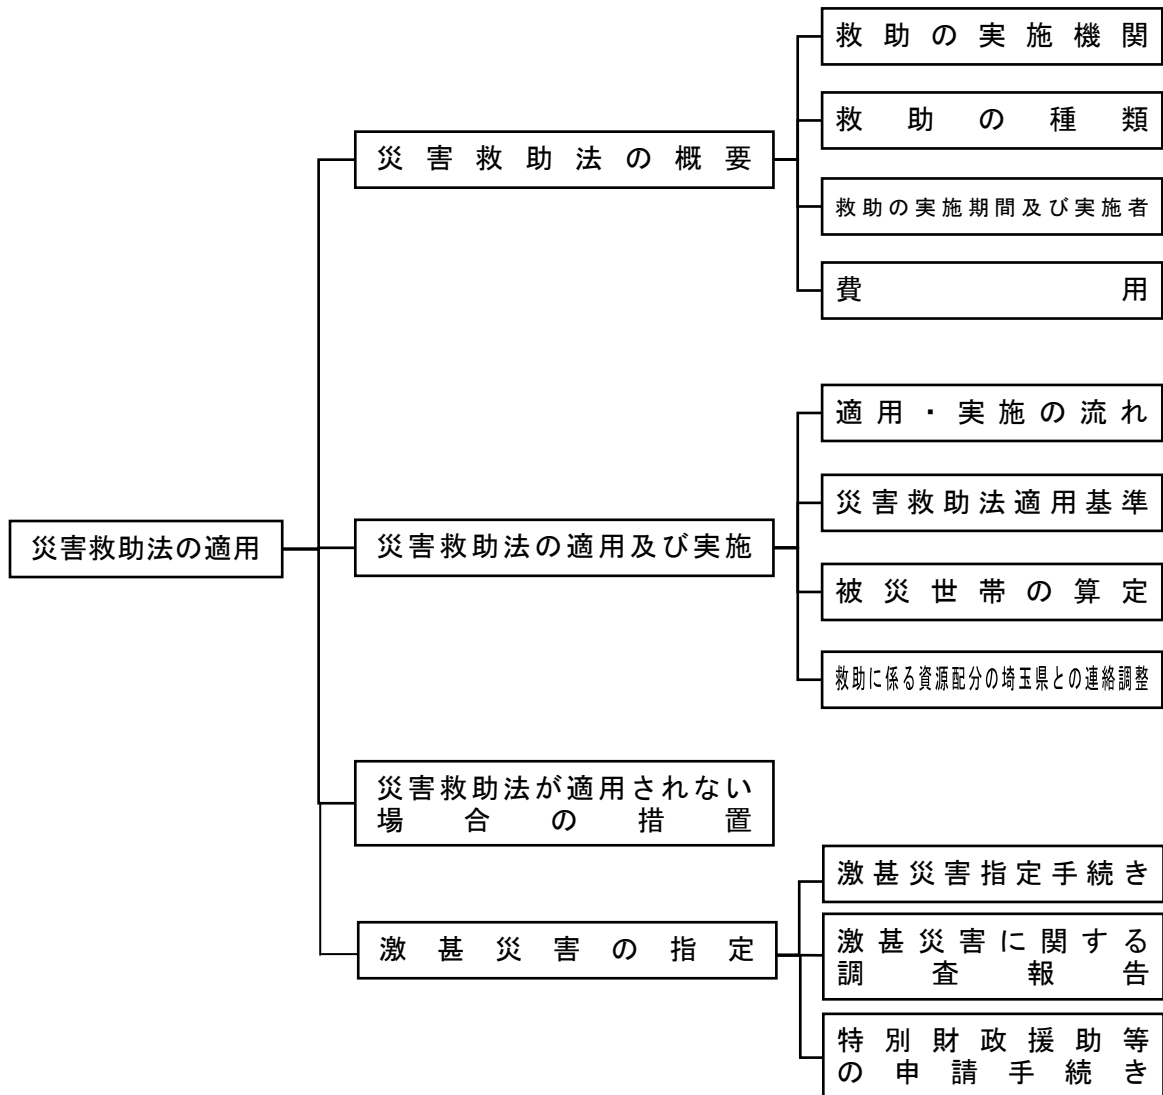 災害救助法の適用
災害救助法の概要
救助の実施機関
救助の種類
救助の実施期間及び実施者
費用
災害救助法の適用及び実施
適用・実施の流れ
災害救助法適用基準
被災世帯の算定
救助に係る資源配分の埼玉県との連絡調整
災害救助法が適用されない
場合の措置
激甚災害の指定
激甚災害指定手続き
激甚災害に関する
調査報告
特別財政援助等
の申請手続き